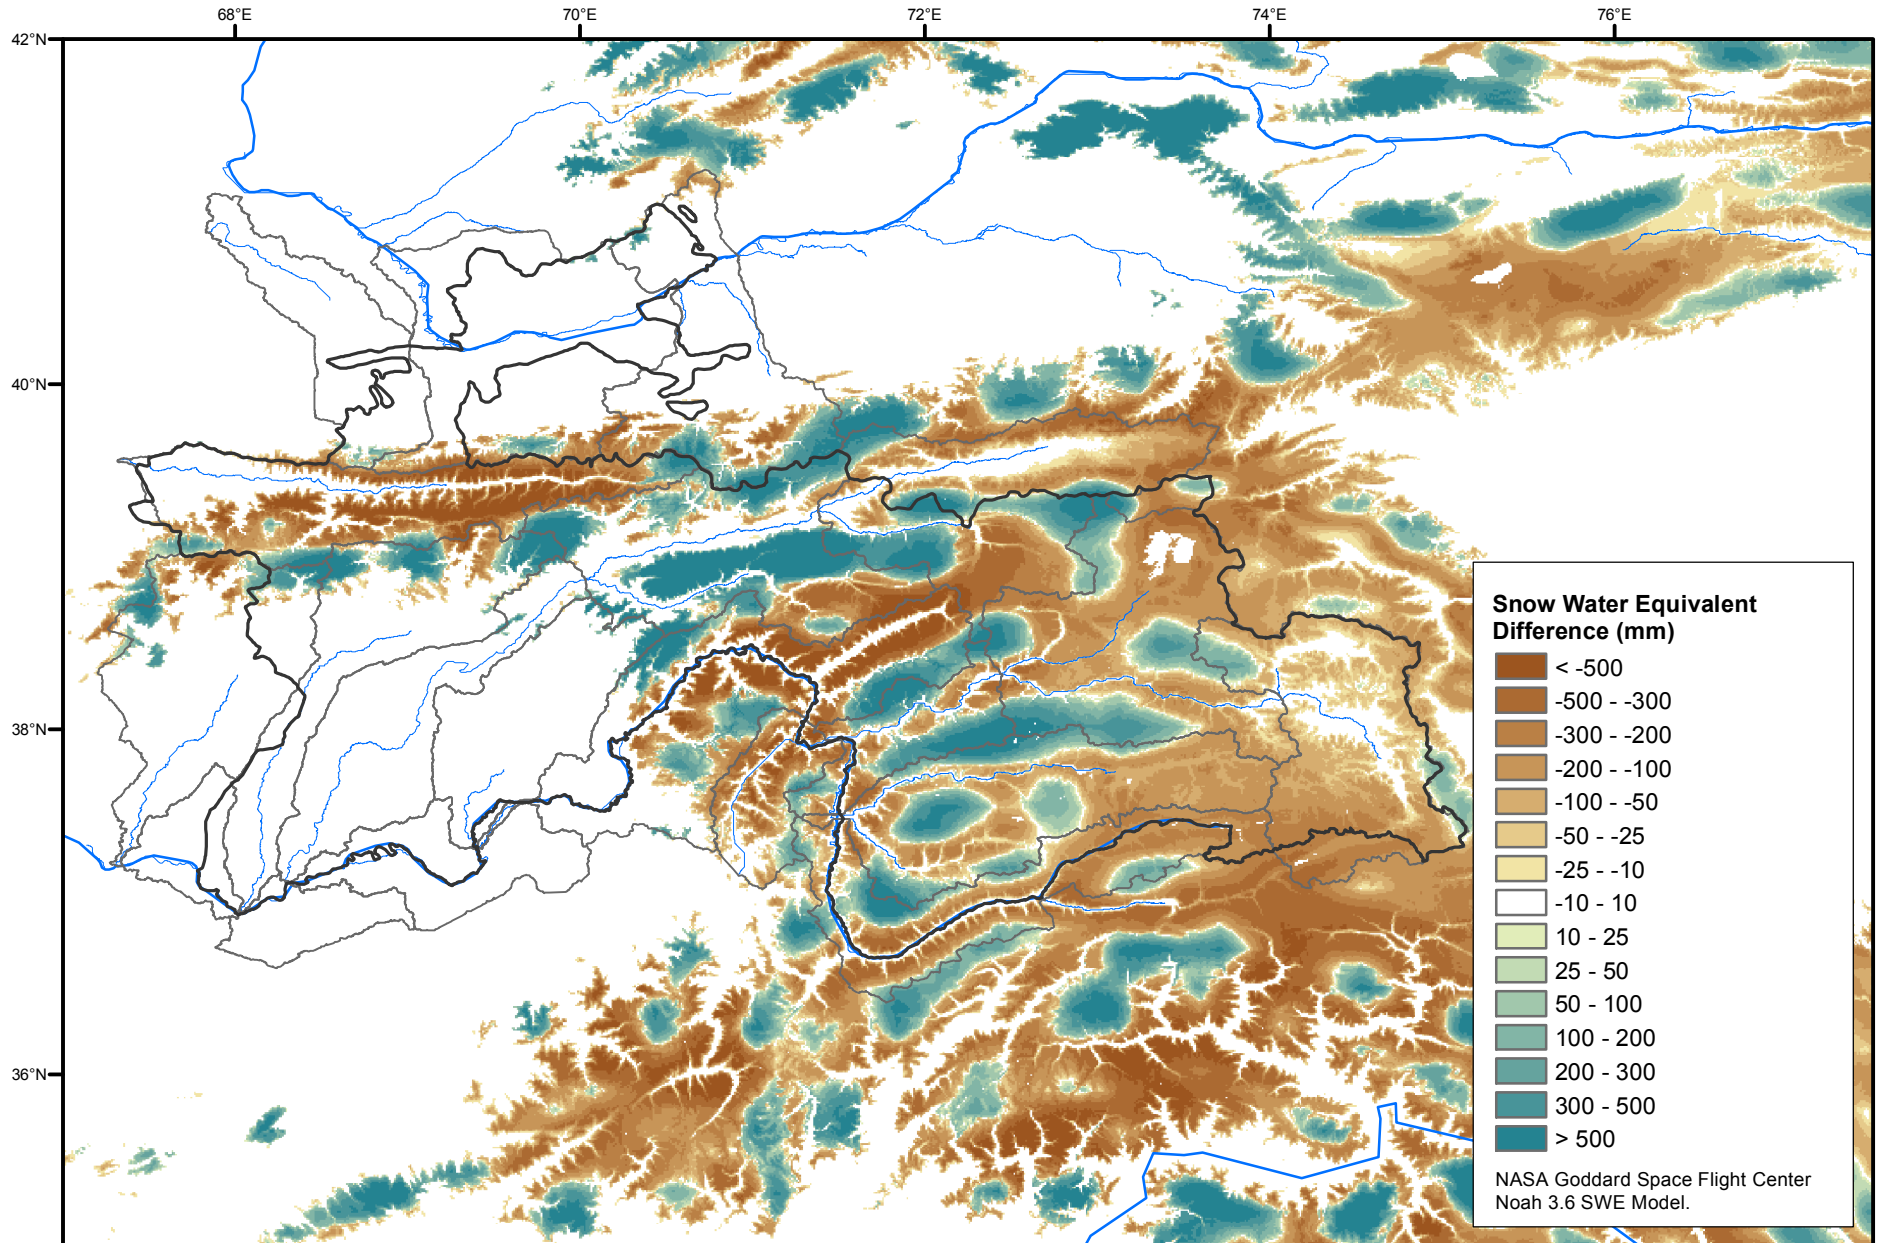 68°E
70°E
72°E
74°E
76°E
42°N
40°N
38°N
36°N
Snow Water Equivalent
Difference (mm)
< -500
-500 - -300
-300 - -200
-200 - -100
-100 - -50
-50 - -25
-25 - -10
-10 - 10
10 - 25
25 - 50
50 - 100
100 - 200
200 - 300
300 - 500
> 500
NASA Goddard Space Flight Center
Noah 3.6 SWE Model.